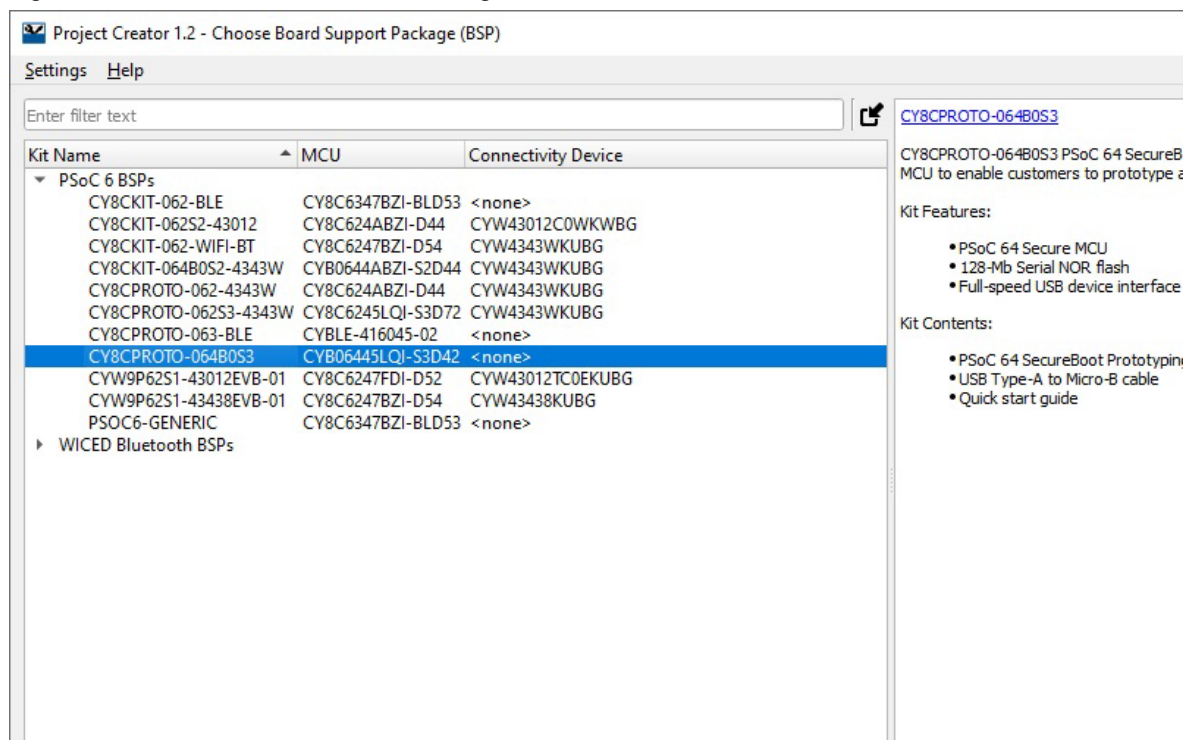 Project Creator 1.2 - Choose Board Support Package (BSP)
Settings Help
Enter filter text
Kit Name MCU Connectivity Device
PSoC 6 BSPs
CY8CKIT-062-BLE CY8C6347BZI-BLD53 <none>
CY8CKIT-062S2-43012 CY8C624ABZI-D44 CYW43012C0WKWBG
CY8CKIT-062-WIFI-BT CY8C6247BZI-D54 CYW4343WKUBG
CY8CKIT-064B0S2-4343W CYB0644ABZI-S2D44 CYW4343WKUBG
CY8CPROTO-062-4343W CY8C624ABZI-D44 CYW4343WKUBG
CY8CPROTO-062S3-4343W CY8C6245LQI-S3D72 CYW4343WKUBG
CY8CPROTO-063-BLE CYBLE-416045-02 <none>
CY8CPROTO-064B0S3 CYB06445LQI-S3D42 <none>
CYW9P62S1-43012EVB-01 CY8C6247FDI-D52 CYW43012TC0EKUBG
CYW9P62S1-43438EVB-01 CY8C6247BZI-D54 CYW43438KUBG
PSOC6-GENERIC CY8C6347BZI-BLD53 <none>
WICED Bluetooth BSPs
CY8CPROTO-064B0S3
CY8CPROTO-064B0S3 PSoC 64 SecureB
MCU to enable customers to prototype a
Kit Features:
• PSoC 64 Secure MCU
• 128-Mb Serial NOR flash
• Full-speed USB device interface
Kit Contents:
• PSoC 64 SecureBoot Prototyping
• USB Type-A to Micro-B cable
• Quick start guide